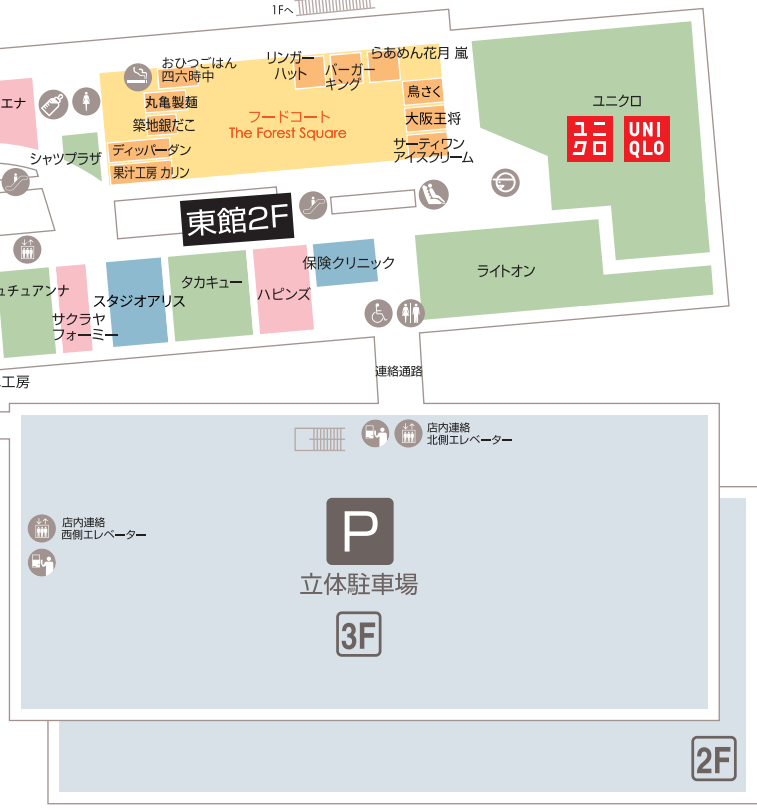 1Fへ
おひつごはん
四六時中
リンガー
ハット
バーガー
キング
らあめん花月 嵐
エナ
丸亀製麺
築地銀だこ
フードコート
The Forest Square
鳥さく
大阪王将
ユニクロ
ユニ
クロ
UNI
QLO
シャツプラザ
ディッパーダン
果汁工房 カリン
サーティワン
アイスクリーム
東館2F
保険クリニック
ライトオン
ュチュアンナ
サクラヤ
フォーミー
スタジオアリス
タカキュー
ハピンズ
工房
連絡通路
店内連絡
北側エレベーター
店内連絡
西側エレベーター
P
立体駐車場
3F
2F